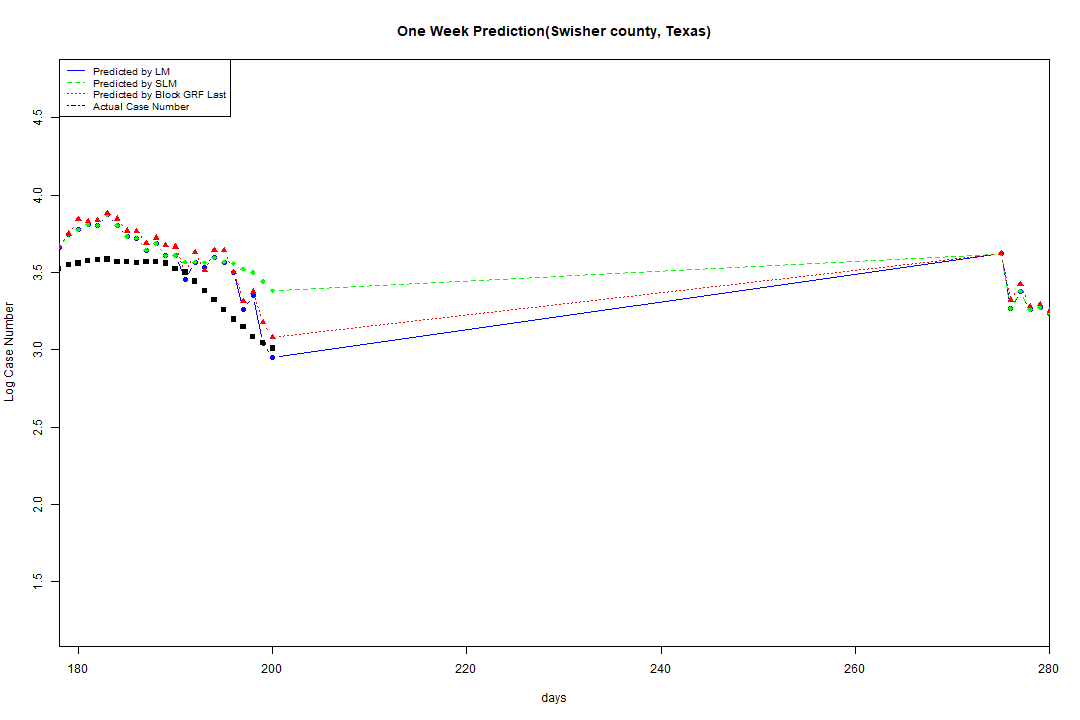 One Week Prediction(Swisher county, Texas)
Predicted by LM
Predicted by SLM
Predicted by Block GRF Last
Actual Case Number
4.5
4.0
3.5
3.0
2.5
2.0
1.5
Log Case Number
180 200 220 240 260 280
days